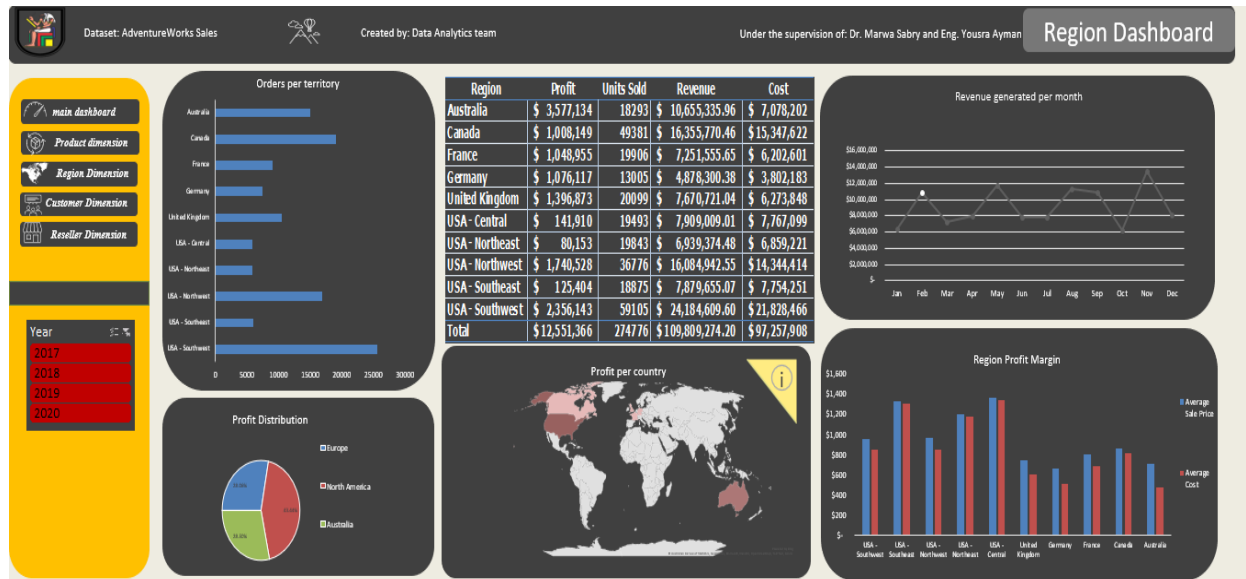 Dataset: AdventureWorks Sales
Created by: Data Analytics team
Under the supervision of: Dr. Marwa Sabry and Eng. Yousra Ayman
Region Dashboard
main dashboard
Product dimension
Region Dimension
Customer Dimension
Reseller Dimension
Year
2017
2018
2019
2020
Orders per territory
Australia
Canada
France
Germany
United Kingdom
USA - Central
USA - Northeast
USA - Northwest
USA - Southeast
USA - Southwest
0 5000 10000 15000 20000 25000 30000
Profit Distribution
Europe
North America
Australia
Region Profit Units Sold Revenue Cost
Australia $ 3,577,134 18293 $ 10,655,335.96 $ 7,078,202
Canada $ 1,008,149 49381 $ 16,355,770.46 $15,347,622
France $ 1,048,955 19906 $ 7,251,555.65 $ 6,202,601
Germany $ 1,076,117 13005 $ 4,878,300.38 $ 3,802,183
United Kingdom $ 1,396,873 20099 $ 7,670,721.04 $ 6,273,848
USA - Central $ 141,910 19493 $ 7,909,009.01 $ 7,767,099
USA - Northeast $ 80,153 19843 $ 6,939,374.48 $ 6,859,221
USA - Northwest $ 1,740,528 36776 $ 16,084,942.55 $14,344,414
USA - Southeast $ 125,404 18875 $ 7,879,655.07 $ 7,754,251
USA - Southwest $ 2,356,143 59105 $ 24,184,609.60 $21,828,466
Total $12,551,366 274776 $109,809,274.20 $97,257,908
Profit per country
i
Revenue generated per month
$16,000,000
$14,000,000
$12,000,000
$10,000,000
$8,000,000
$6,000,000
$4,000,000
$2,000,000
$-
Jan Feb Mar Apr May Jun Jul Aug Sep Oct Nov Dec
Region Profit Margin
$1,600
$1,400
$1,200
$1,000
$800
$600
$400
$200
$-
USA - Southwest
USA - Southeast
USA - Northwest
USA - Northeast
USA - Central
United Kingdom
Germany
France
Canada
Australia
Average
Sale Price
Average
Cost